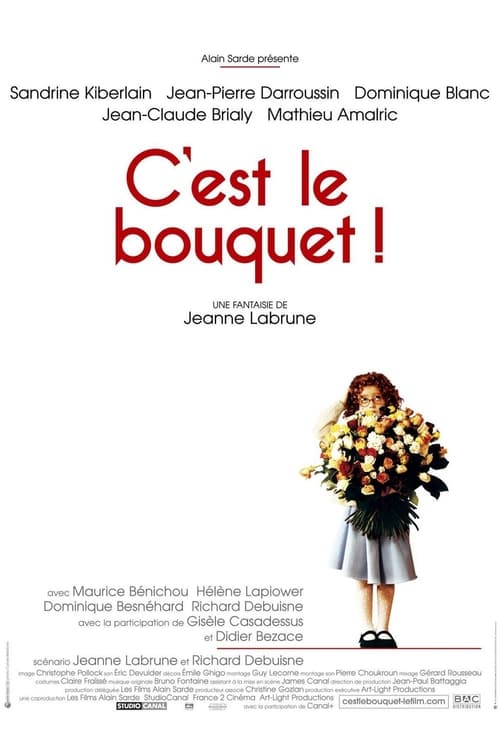 Alain Sarde présente
Sandrine Kiberlain Jean-Pierre Darroussin Dominique Blanc
Jean-Claude Brialy Mathieu Amalric
C'est le
bouquet !
UNE FANTAISIE DE
Jeanne Labrune
avec Maurice Bénichou Hélène Lapiower
Dominique Besnéhard Richard Debuisne
avec la participation de Gisèle Casadessus
et Didier Bezace
scénario Jeanne Labrune et Richard Debuisne
image Christophe Pollock son Eric Devulder décors Émile Ghigo montage Guy Lecorne montage son Pierre Choukroun mixage Gérard Rousseau
costumes Claire Fraïssé musique originale Bruno Fontaine assistant à la mise en scène James Canal direction de production Jean-Paul Battaggia
production déléguée Les Films Alain Sarde producteur associé Christine Gozlan production exécutive Art-Light Productions
une coproduction Les Films Alain Sarde StudioCanal France 2 Cinéma Art-Light Productions
STUDIO CANAL
avec la participation de Canal+
cestlebouquet-lefilm.com
BAC
DISTRIBUTION